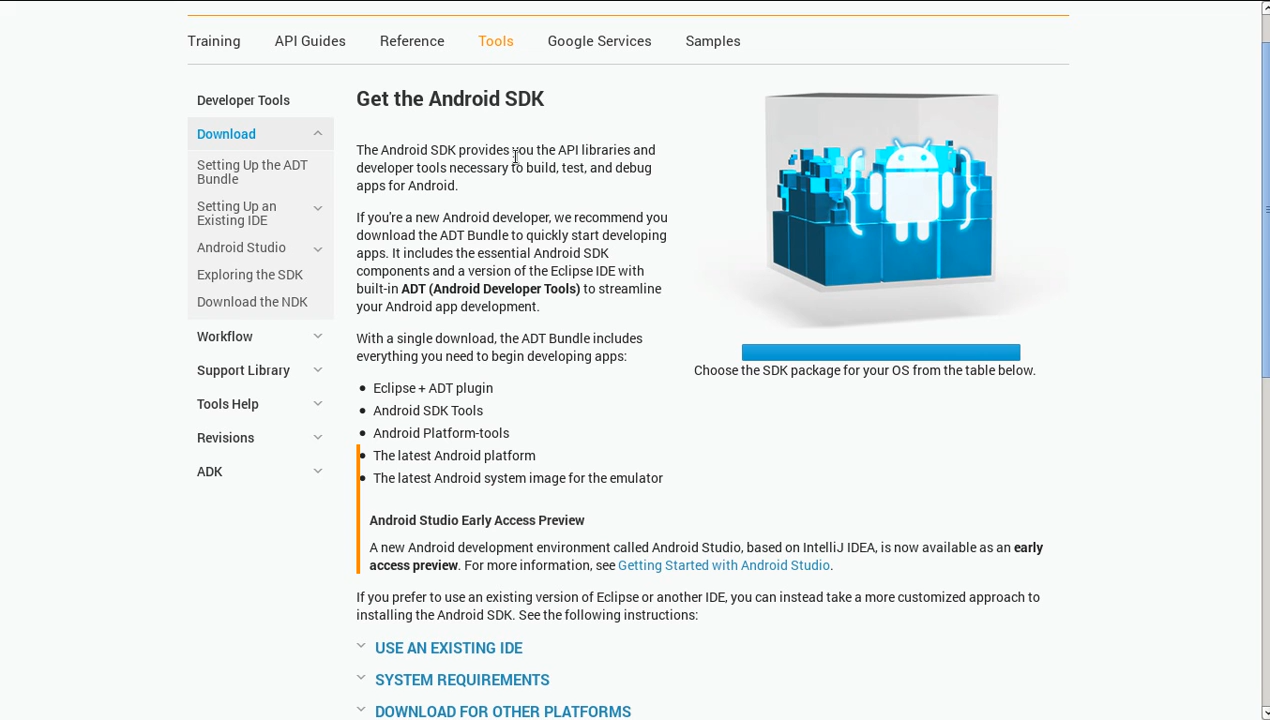 Training API Guides Reference Tools Google Services Samples
Developer Tools
Download
Setting Up the ADT
Bundle
Setting Up an
Existing IDE
Android Studio
Exploring the SDK
Download the NDK
Workflow
Support Library
Tools Help
Revisions
ADK
Get the Android SDK
The Android SDK provides you the API libraries and
developer tools necessary to build, test, and debug
apps for Android.
If you're a new Android developer, we recommend you
download the ADT Bundle to quickly start developing
apps. It includes the essential Android SDK
components and a version of the Eclipse IDE with
built-in ADT (Android Developer Tools) to streamline
your Android app development.
With a single download, the ADT Bundle includes
everything you need to begin developing apps:
• Eclipse + ADT plugin
• Android SDK Tools
• Android Platform-tools
• The latest Android platform
• The latest Android system image for the emulator
Choose the SDK package for your OS from the table below.
Android Studio Early Access Preview
A new Android development environment called Android Studio, based on IntelliJ IDEA, is now available as an early
access preview. For more information, see Getting Started with Android Studio.
If you prefer to use an existing version of Eclipse or another IDE, you can instead take a more customized approach to
installing the Android SDK. See the following instructions:
USE AN EXISTING IDE
SYSTEM REQUIREMENTS
DOWNLOAD FOR OTHER PLATFORMS